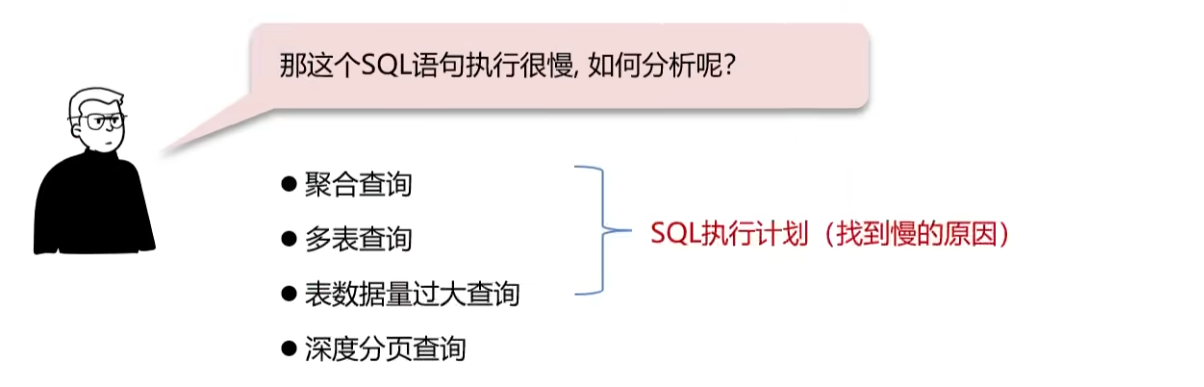 那这个SQL语句执行很慢, 如何分析呢？
● 聚合查询
● 多表查询
SQL执行计划（找到慢的原因）
● 表数据量过大查询
● 深度分页查询